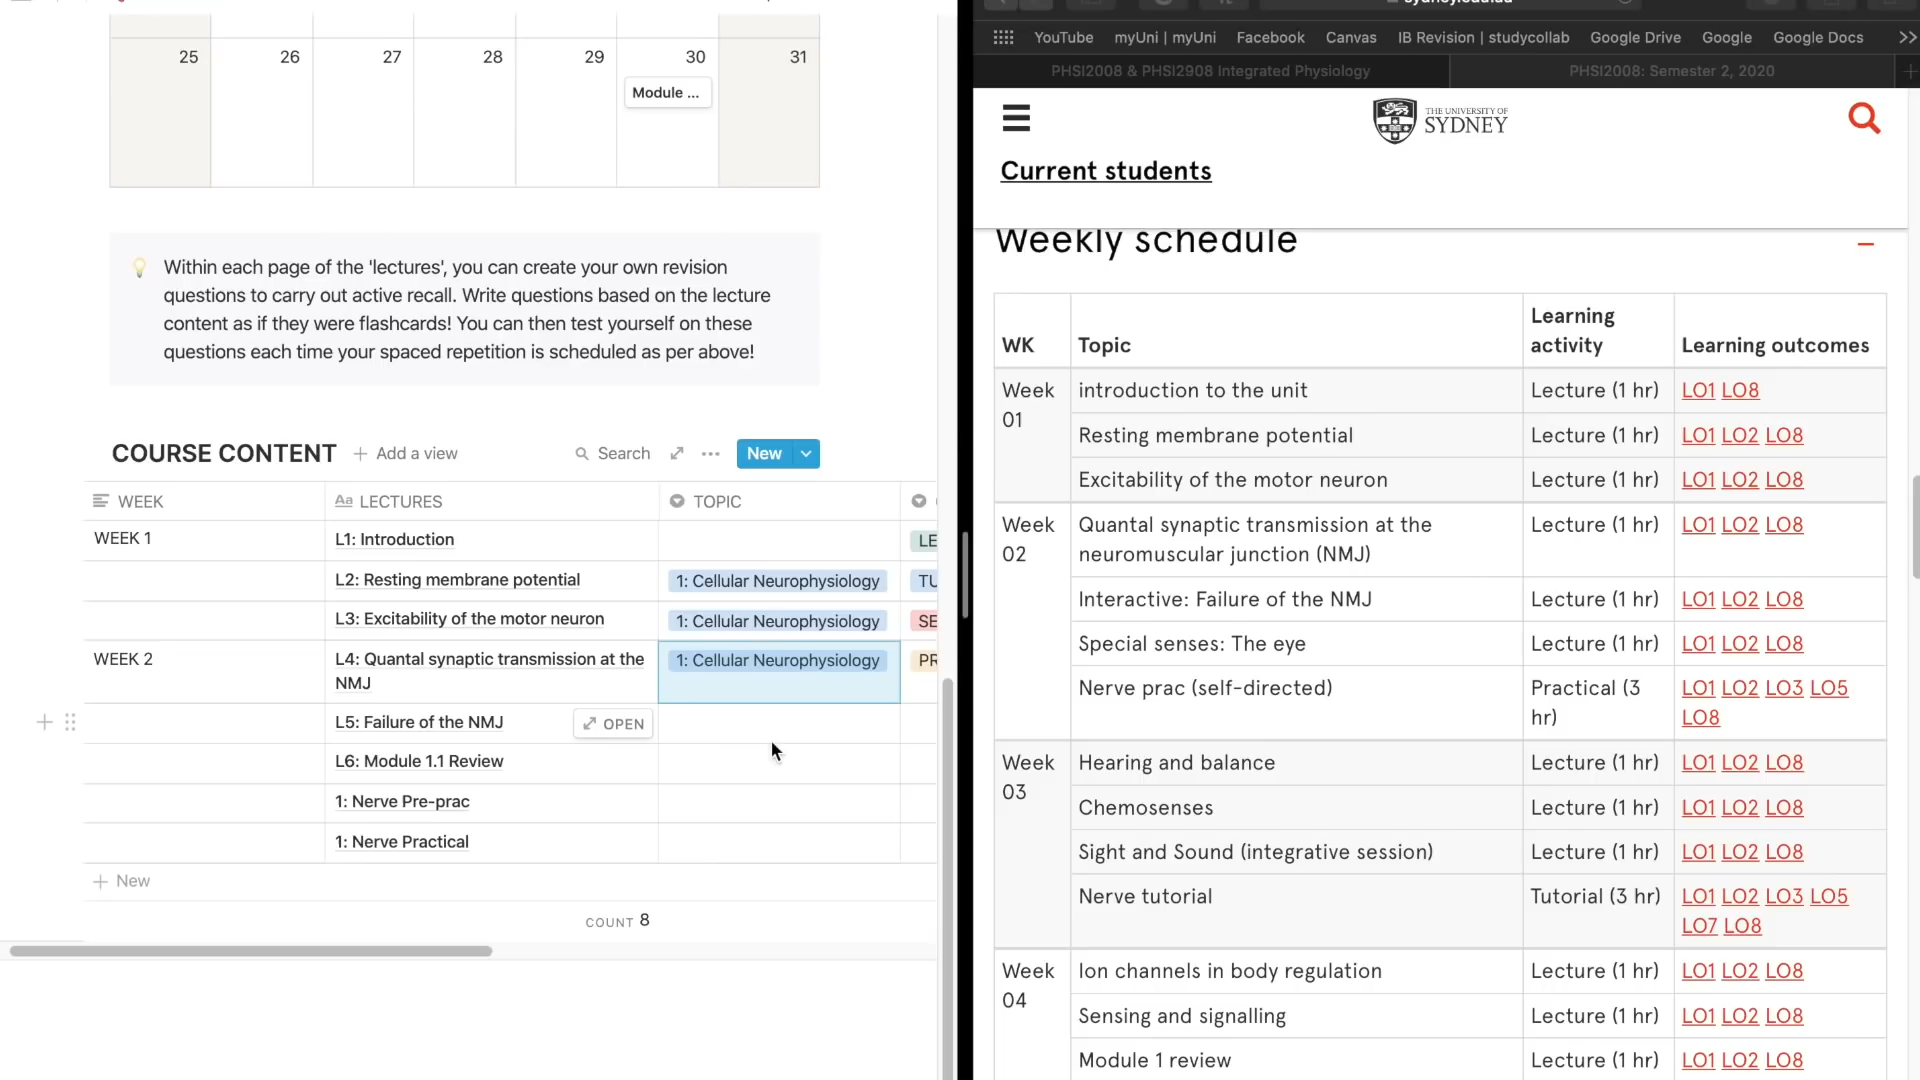 25 26 27 28 29 30 31
Module ...
Within each page of the 'lectures', you can create your own revision
questions to carry out active recall. Write questions based on the lecture
content as if they were flashcards! You can then test yourself on these
questions each time your spaced repetition is scheduled as per above!
COURSE CONTENT + Add a view Search ... New
WEEK Aa LECTURES TOPIC
WEEK 1 L1: Introduction LE
L2: Resting membrane potential 1: Cellular Neurophysiology TU
L3: Excitability of the motor neuron 1: Cellular Neurophysiology SE
WEEK 2 L4: Quantal synaptic transmission at the 1: Cellular Neurophysiology PR
NMJ
L5: Failure of the NMJ OPEN
L6: Module 1.1 Review
1: Nerve Pre-prac
1: Nerve Practical
+ New
COUNT 8
YouTube myUni | myUni Facebook Canvas IB Revision | studycollab Google Drive Google Google Docs
PHSI2008 & PHSI2908 Integrated Physiology PHSI2008: Semester 2, 2020
THE UNIVERSITY OF
SYDNEY
Current students
Weekly schedule
Learning
WK Topic activity Learning outcomes
Week introduction to the unit Lecture (1 hr) LO1 LO8
01
Resting membrane potential Lecture (1 hr) LO1 LO2 LO8
Excitability of the motor neuron Lecture (1 hr) LO1 LO2 LO8
Week Quantal synaptic transmission at the Lecture (1 hr) LO1 LO2 LO8
02 neuromuscular junction (NMJ)
Interactive: Failure of the NMJ Lecture (1 hr) LO1 LO2 LO8
Special senses: The eye Lecture (1 hr) LO1 LO2 LO8
Nerve prac (self-directed) Practical (3 LO1 LO2 LO3 LO5
hr) LO8
Week Hearing and balance Lecture (1 hr) LO1 LO2 LO8
03
Chemosenses Lecture (1 hr) LO1 LO2 LO8
Sight and Sound (integrative session) Lecture (1 hr) LO1 LO2 LO8
Nerve tutorial Tutorial (3 hr) LO1 LO2 LO3 LO5
LO7 LO8
Week Ion channels in body regulation Lecture (1 hr) LO1 LO2 LO8
04
Sensing and signalling Lecture (1 hr) LO1 LO2 LO8
Module 1 review Lecture (1 hr) LO1 LO2 LO8